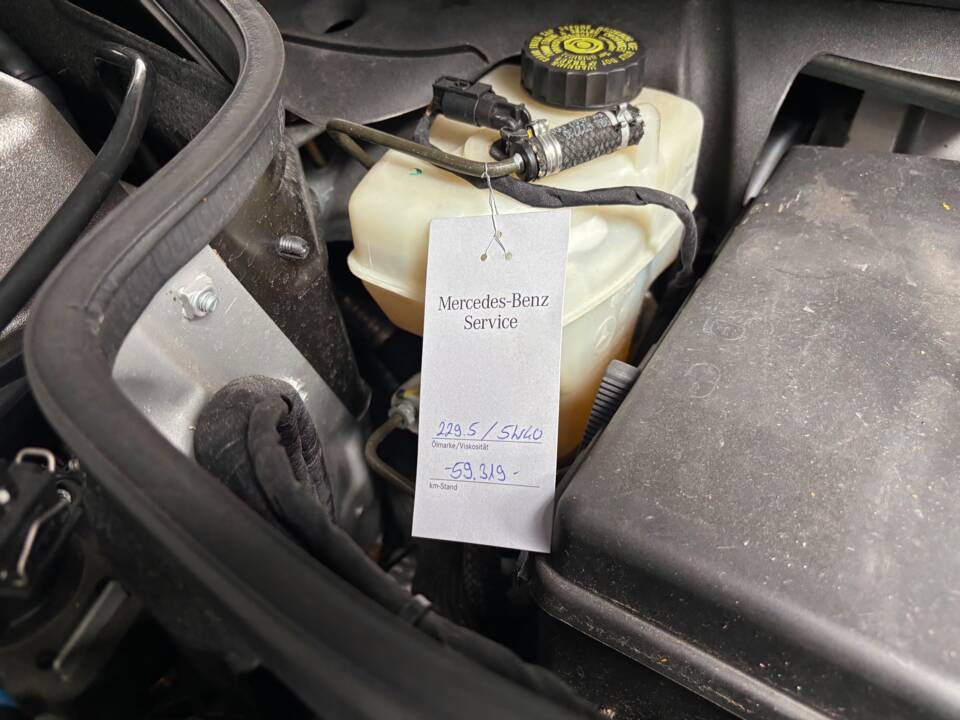 Mercedes-Benz
Service
229.5 / 5W40
Ölmarke/Viskosität
-59.319-
km-Stand